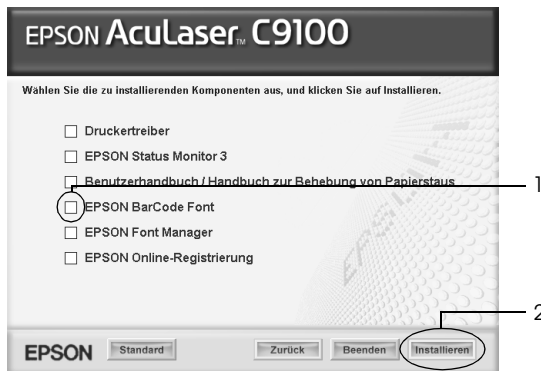 EPSON AcuLaser™ C9100
Wählen Sie die zu installierenden Komponenten aus, und klicken Sie auf Installieren.
Druckertreiber
EPSON Status Monitor 3
Benutzerhandbuch / Handbuch zur Behebung von Papierstaus
1
EPSON BarCode Font
EPSON Font Manager
EPSON Online-Registrierung
2
EPSON Standard Zurück Beenden Installieren